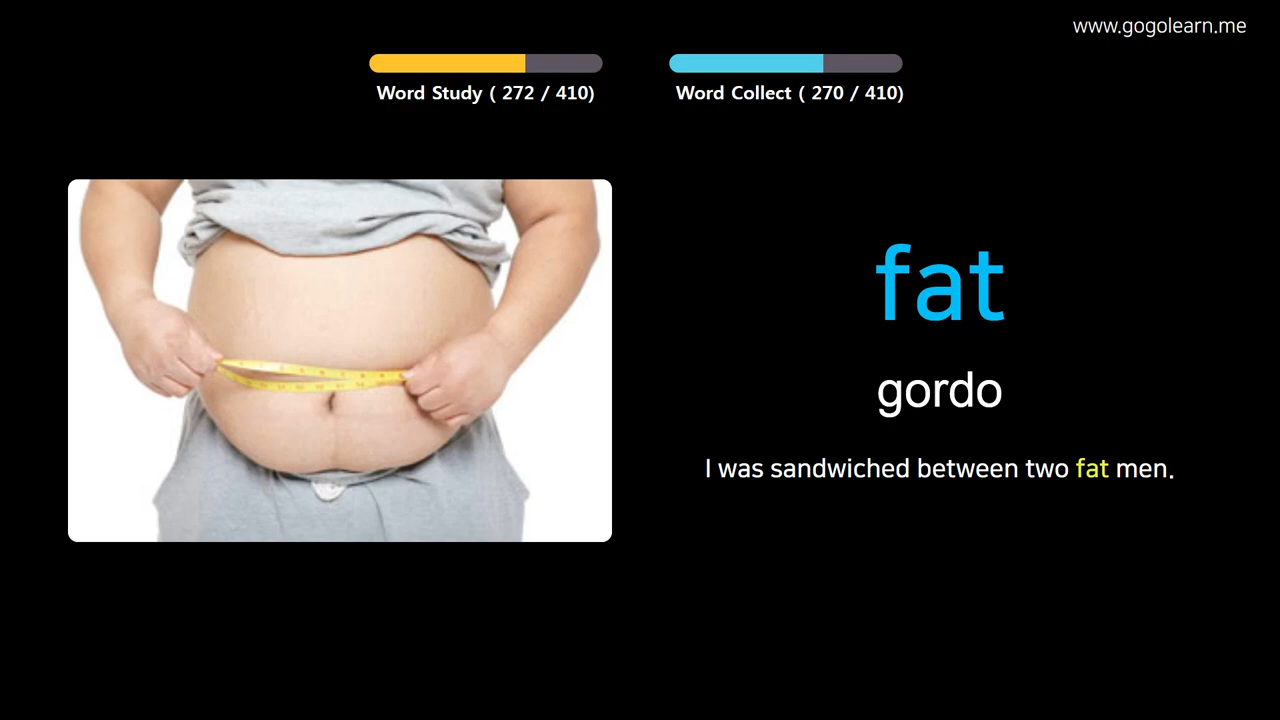 www.gogolearn.me
Word Study ( 272 / 410)
Word Collect ( 270 / 410)
fat
gordo
I was sandwiched between two fat men.